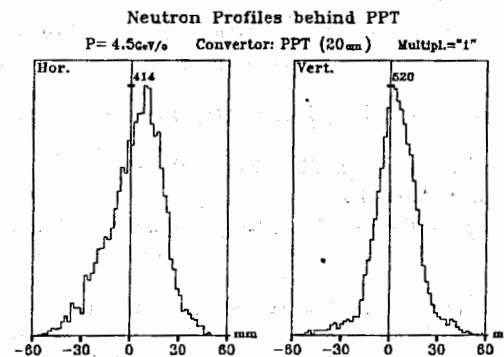 Neutron Profiles behind PPT
P= 4.5GeV/c Convertor: PPT (20cm) Multipl.="1"
Hor. 414 Vert. 520
-60 -30 0 30 60 mm -60 -30 0 30 60 mm